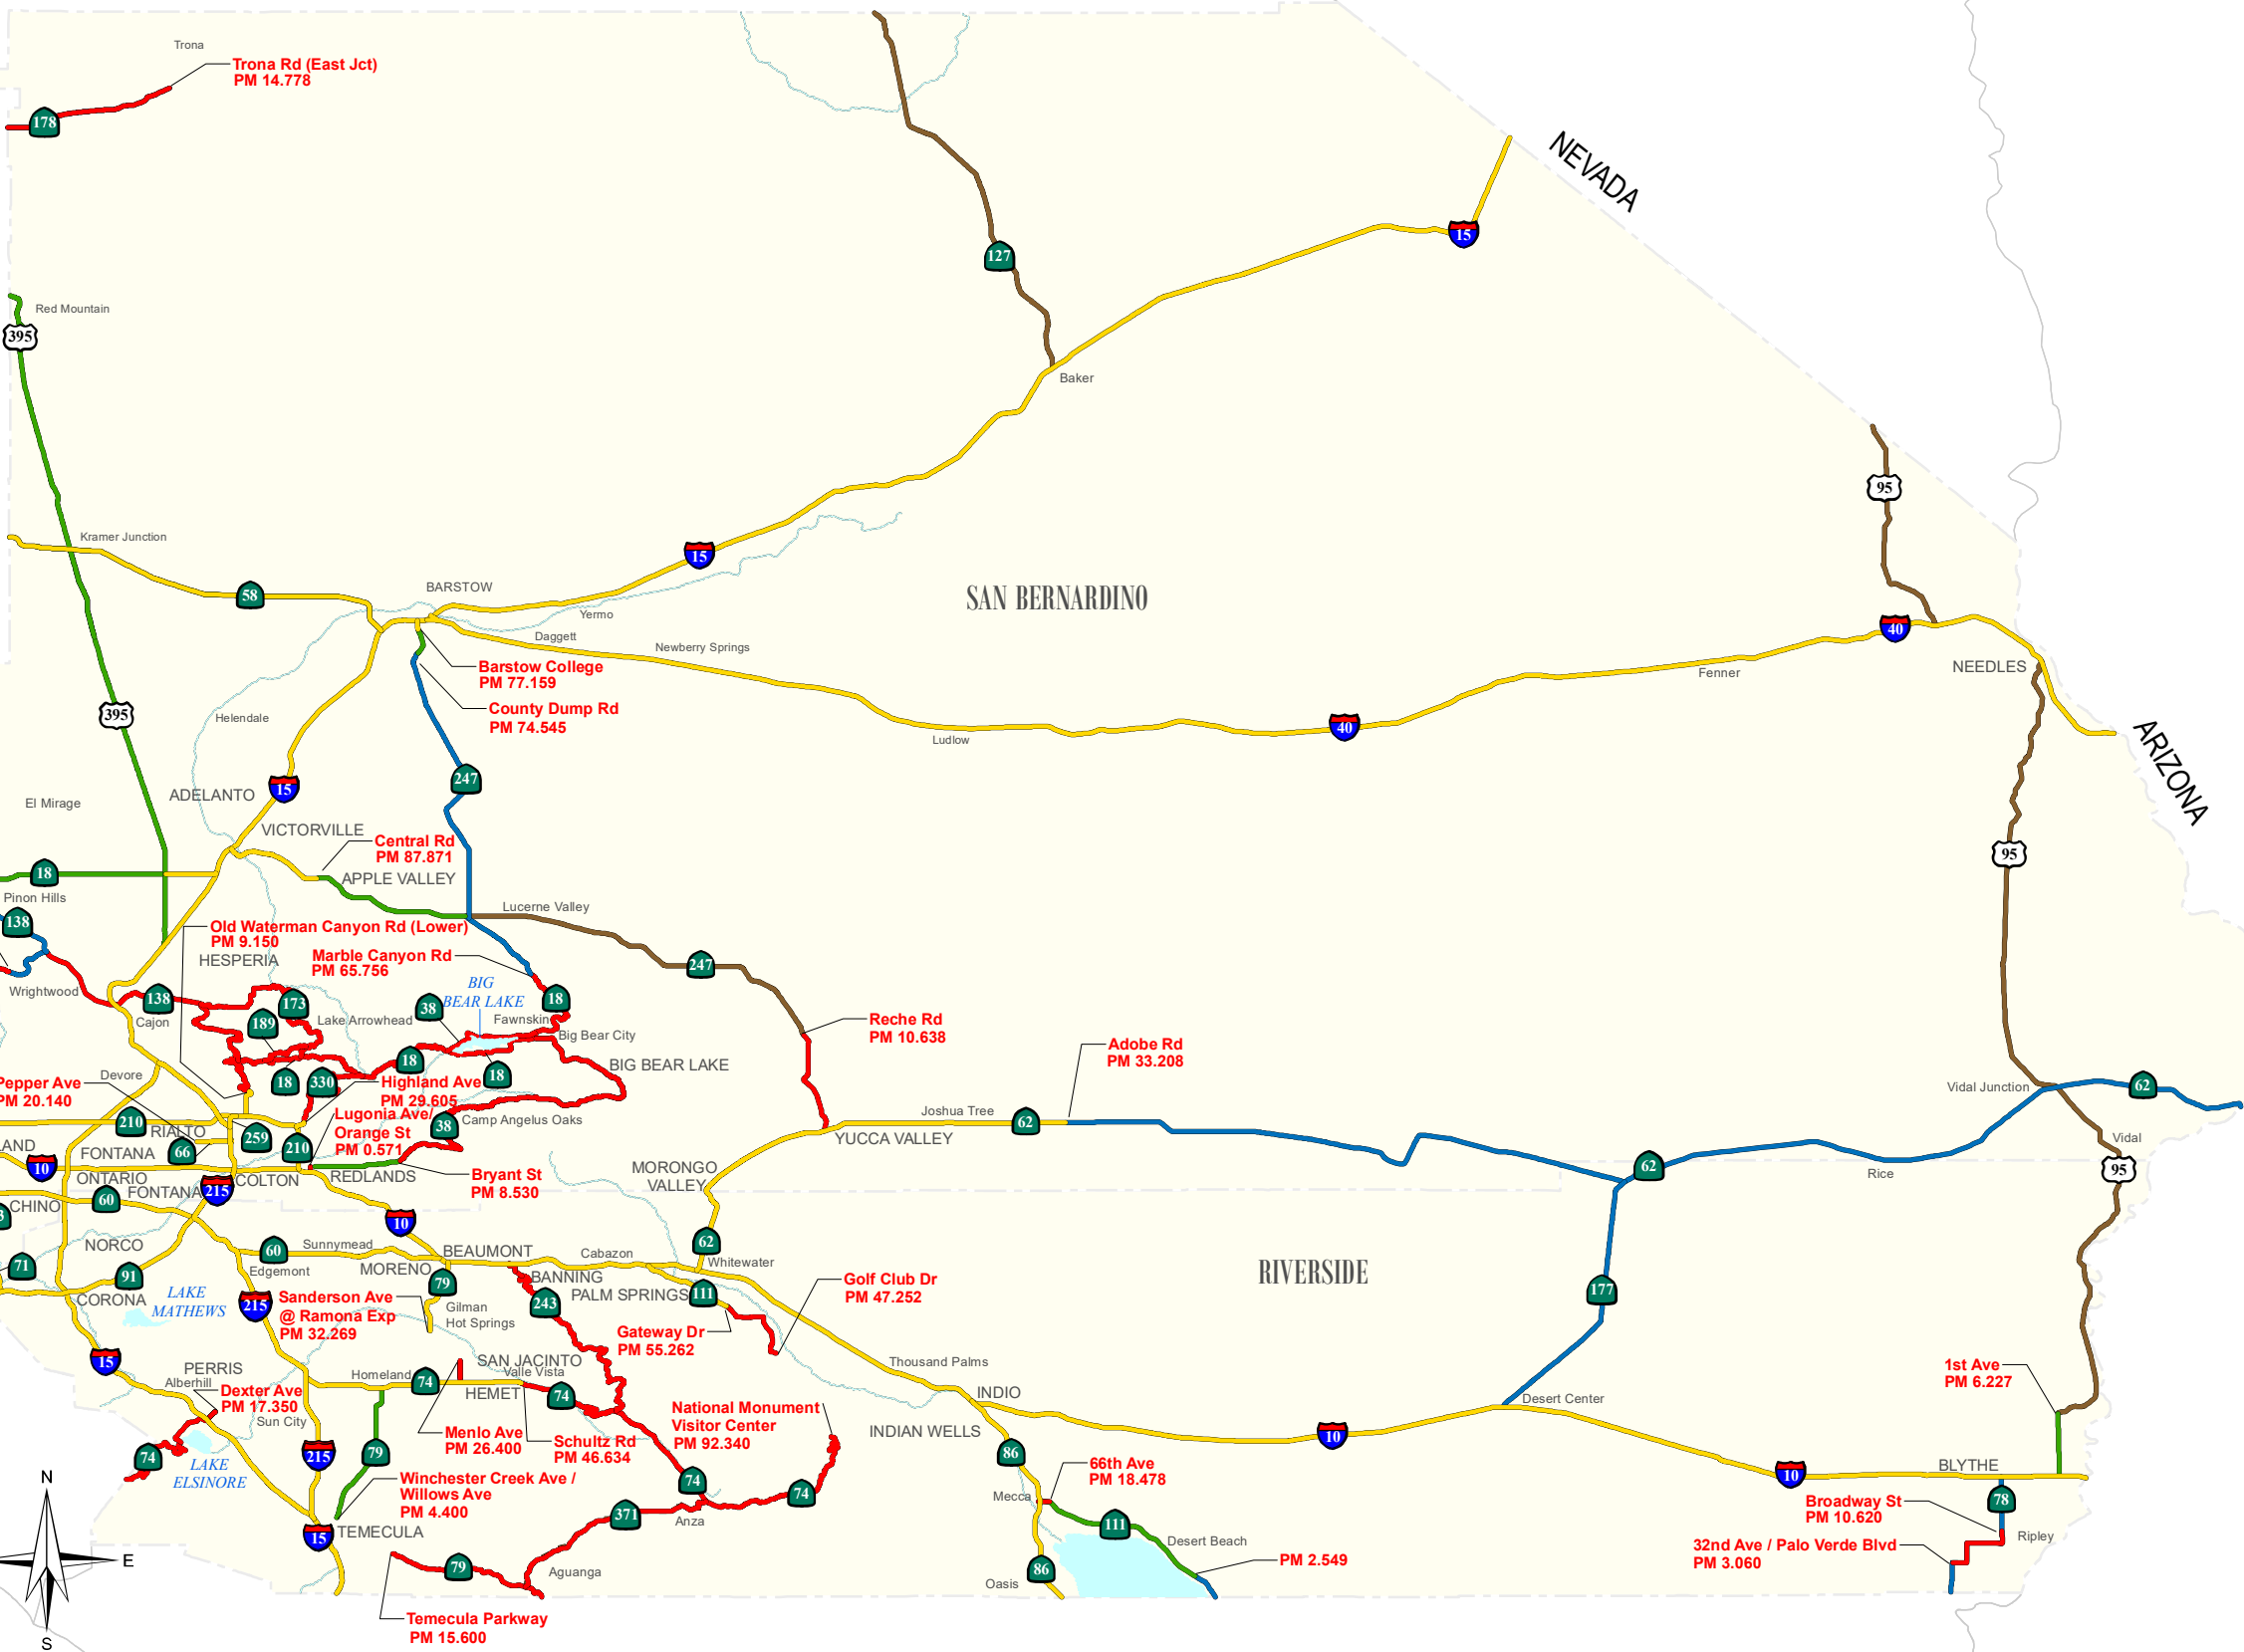 Trona
Trona Rd (East Jct)
PM 14.778
178
NEVADA
15
127
Red Mountain
395
Baker
95
Kramer Junction
15
58
BARSTOW
SAN BERNARDINO
Yermo
Daggett
Newberry Springs
40
Barstow College
PM 77.159
Fenner
NEEDLES
County Dump Rd
PM 74.545
395
Helendale
Ludlow
40
ARIZONA
247
15
ADELANTO
El Mirage
VICTORVILLE
Central Rd
PM 87.871
95
18
APPLE VALLEY
Pinon Hills
Lucerne Valley
138
Old Waterman Canyon Rd (Lower)
PM 9.150
HESPERIA
Marble Canyon Rd
PM 65.756
247
BIG
BEAR LAKE
Wrightwood
138
173
38
18
Cajon
189
Lake Arrowhead
Fawnskin
Reche Rd
PM 10.638
Big Bear City
Adobe Rd
PM 33.208
18
BIG BEAR LAKE
Devore
18
330
18
Pepper Ave
PM 20.140
Highland Ave
PM 29.605
Vidal Junction
62
Lugonia Ave/
Orange St
PM 0.571
Joshua Tree
62
210
RIALTO
259
38
Camp Angelus Oaks
YUCCA VALLEY
Vidal
LAND
66
210
FONTANA
10
MORONGO
VALLEY
62
Rice
95
ONTARIO
REDLANDS
Bryant St
PM 8.530
COLTON
FONTANA
215
60
CHINO
10
NORCO
60
Sunnymead
BEAUMONT
Cabazon
62
Whitewater
RIVERSIDE
71
91
Edgemont
MORENO
79
BANNING
CORONA
LAKE
MATHEWS
215
Sanderson Ave
@ Ramona Exp
PM 32.269
Gilman
Hot Springs
243
PALM SPRINGS
111
Golf Club Dr
PM 47.252
177
Gateway Dr
PM 55.262
15
PERRIS
Alberhill
SAN JACINTO
Valle Vista
Thousand Palms
1st Ave
PM 6.227
Homeland
74
HEMET
74
INDIO
Desert Center
Dexter Ave
PM 17.350
Sun City
National Monument
Visitor Center
PM 92.340
INDIAN WELLS
Menlo Ave
PM 26.400
Schultz Rd
PM 46.634
10
74
LAKE
ELSINORE
215
79
86
66th Ave
PM 18.478
BLYTHE
10
N
Winchester Creek Ave /
Willows Ave
PM 4.400
74
74
Mecca
78
Broadway St
PM 10.620
15
TEMECULA
371
Anza
111
Desert Beach
Ripley
32nd Ave / Palo Verde Blvd
PM 3.060
E
79
Aguanga
86
Oasis
PM 2.549
Temecula Parkway
PM 15.600
S